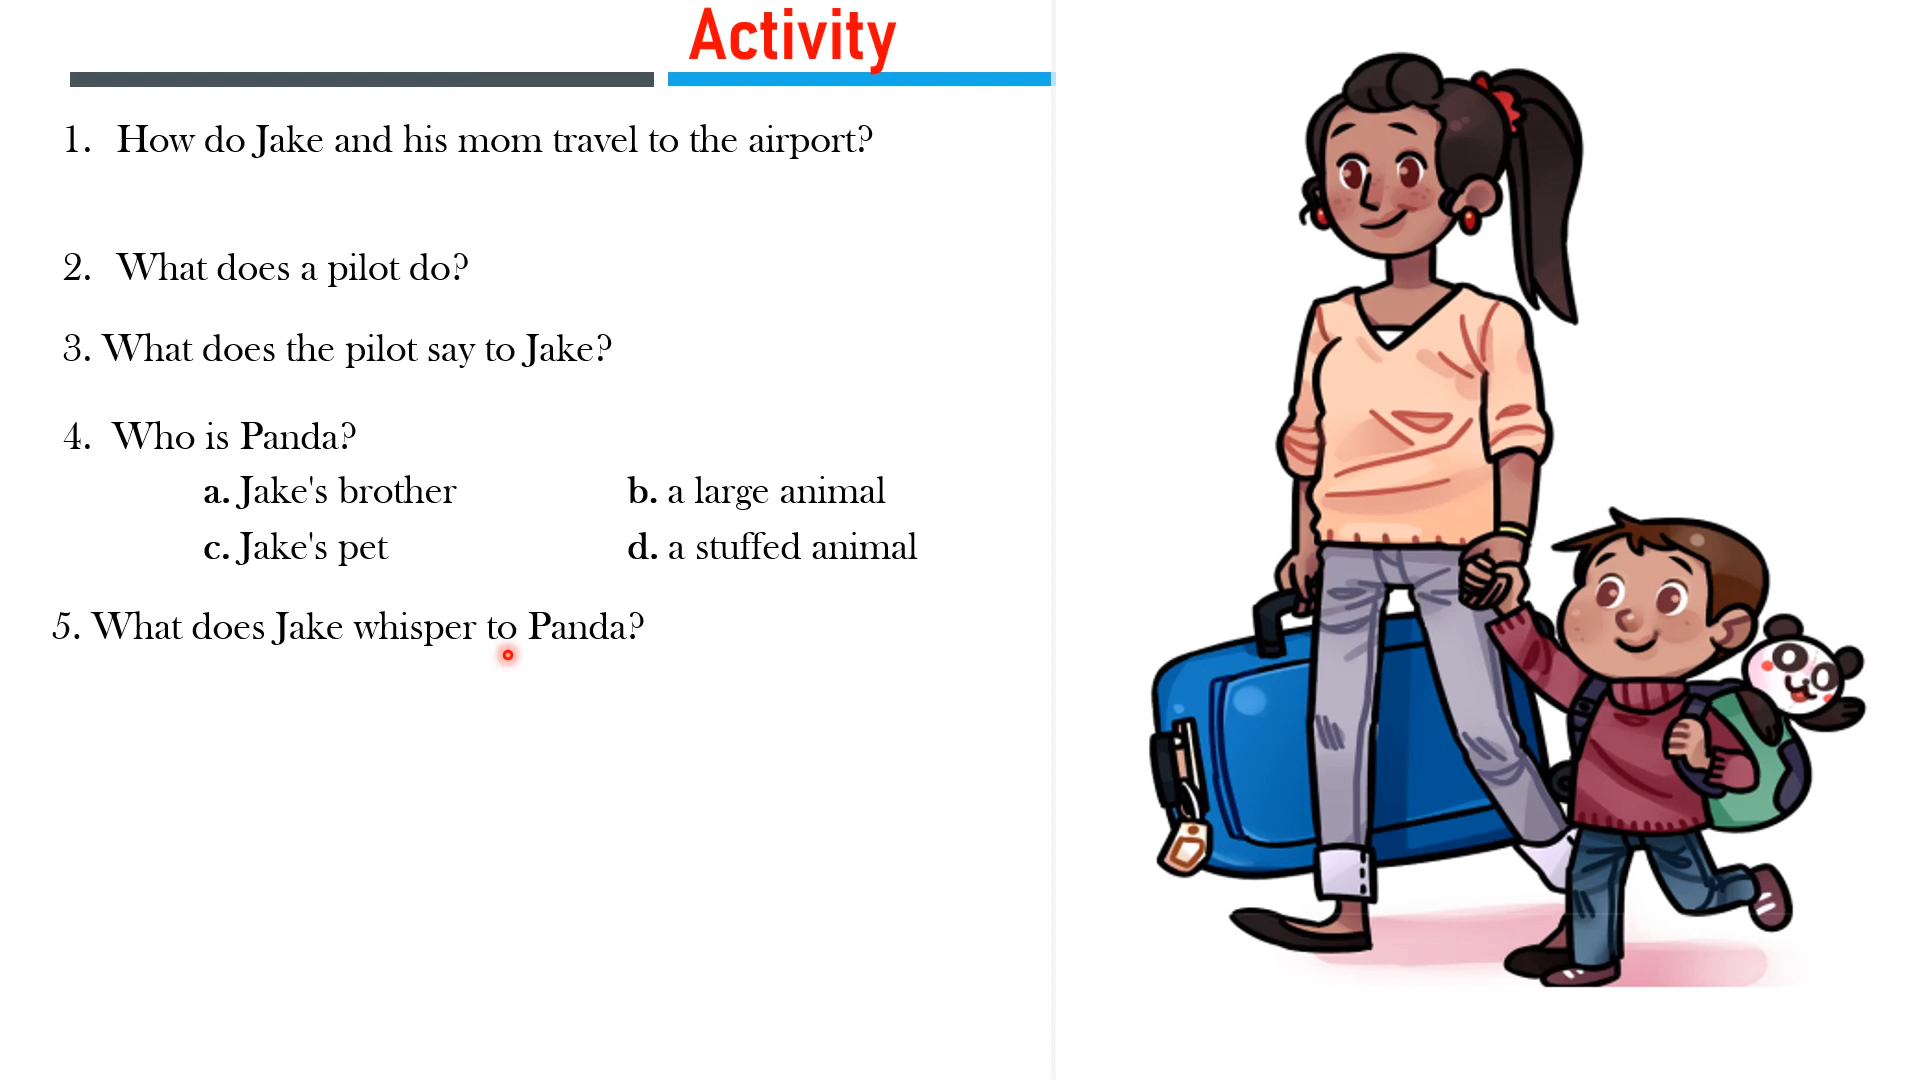 Activity
1. How do Jake and his mom travel to the airport?
2. What does a pilot do?
3. What does the pilot say to Jake?
4. Who is Panda?
a. Jake's brother b. a large animal
c. Jake's pet d. a stuffed animal
5. What does Jake whisper to Panda?